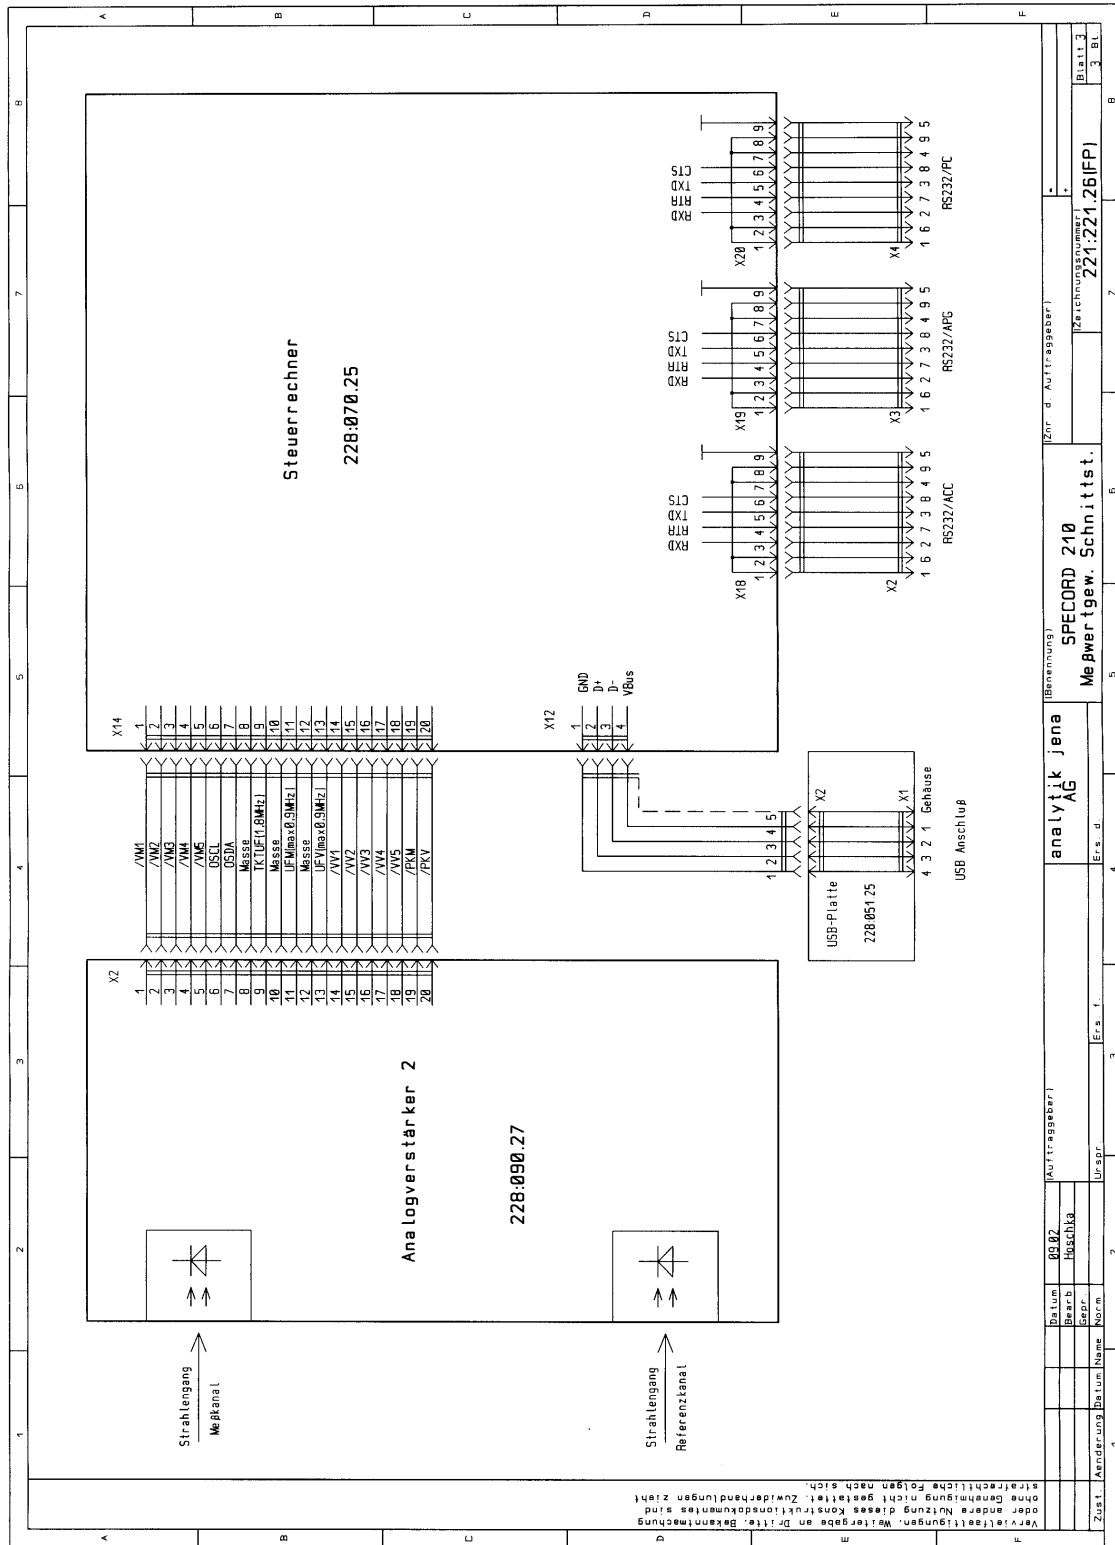 1 2 3 4 5 6 7 8
A B C D E F
Strahlengang
Meßkanal
Strahlengang
Referenzkanal
Analogverstärker 2
228:090.27
X2
1
2
3
4
5
6
7
8
9
10
11
12
13
14
15
16
17
18
19
20
/VM1
/VM2
/VM3
/VM4
/VM5
OSCL
OSDA
Masse
TKTUF(1.8MHz)
Masse
UFM(max0.9MHz)
Masse
UFV(max0.9MHz)
/VV1
/VV2
/VV3
/VV4
/VV5
/PKM
/PKV
X14
1
2
3
4
5
6
7
8
9
10
11
12
13
14
15
16
17
18
19
20
Steuerrechner
228:070.25
X12
1 GND
2 D+
3 D-
4 VBus
1 2 3 4 5
USB-Platte
228:051.25
X2
X1
4 3 2 1 Gehäuse
USB Anschluß
RXD RTR TXD CTS
X18
1 2 3 4 5 6 7 8 9
X2
1 6 2 7 3 8 4 9 5
RS232/ACC
RXD RTR TXD CTS
X19
1 2 3 4 5 6 7 8 9
X3
1 6 2 7 3 8 4 9 5
RS232/APG
RXD RTR TXD CTS
X20
1 2 3 4 5 6 7 8 9
X4
1 6 2 7 3 8 4 9 5
RS232/PC
Vervielfaeltigungen, Weitergabe an Dritte, Bekanntmachung
oder andere Nutzung dieses Konstruktionsdokumentes sind
ohne Genehmigung nicht gestattet. Zuwiderhandlungen zieht
strafrechtliche Folgen nach sich.
Zust. Aenderung Datum Name
Datum 09.02
Bearb. Hoschka
Gepr.
Norm
(Auftraggeber)
Urspr.
Ers. f.
Ers. d.
analytik jena
AG
(Benennung)
SPECORD 210
Meßwertgew. Schnittst.
(Znr. d. Auftraggeber)
(Zeichnungsnummer)
221:221.26(FP)
Blatt 3
3 Bl.
1 2 3 4 5 6 7 8
A B C D E F